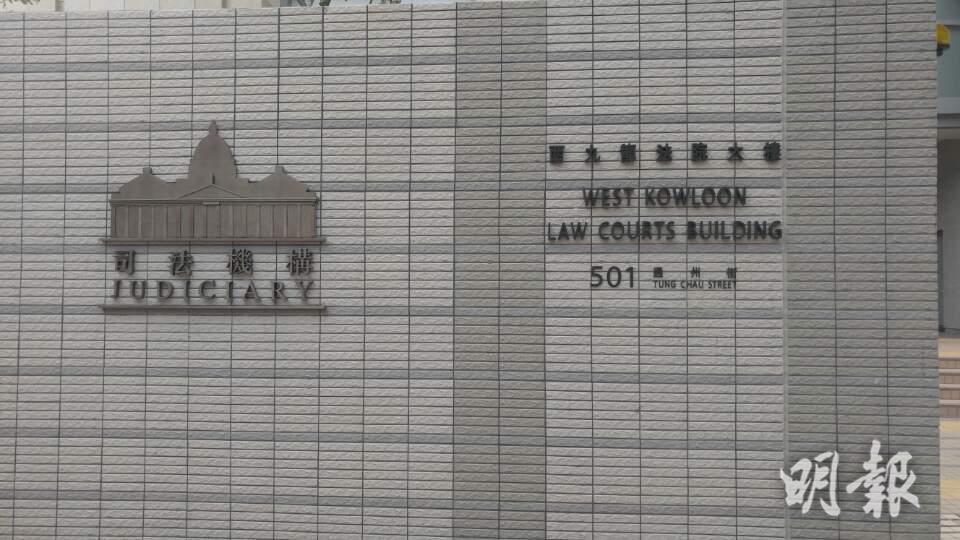 司法機構
JUDICIARY
西九龍法院大樓
WEST KOWLOON
LAW COURTS BUILDING
501 通州街
TUNG CHAU STREET
明報